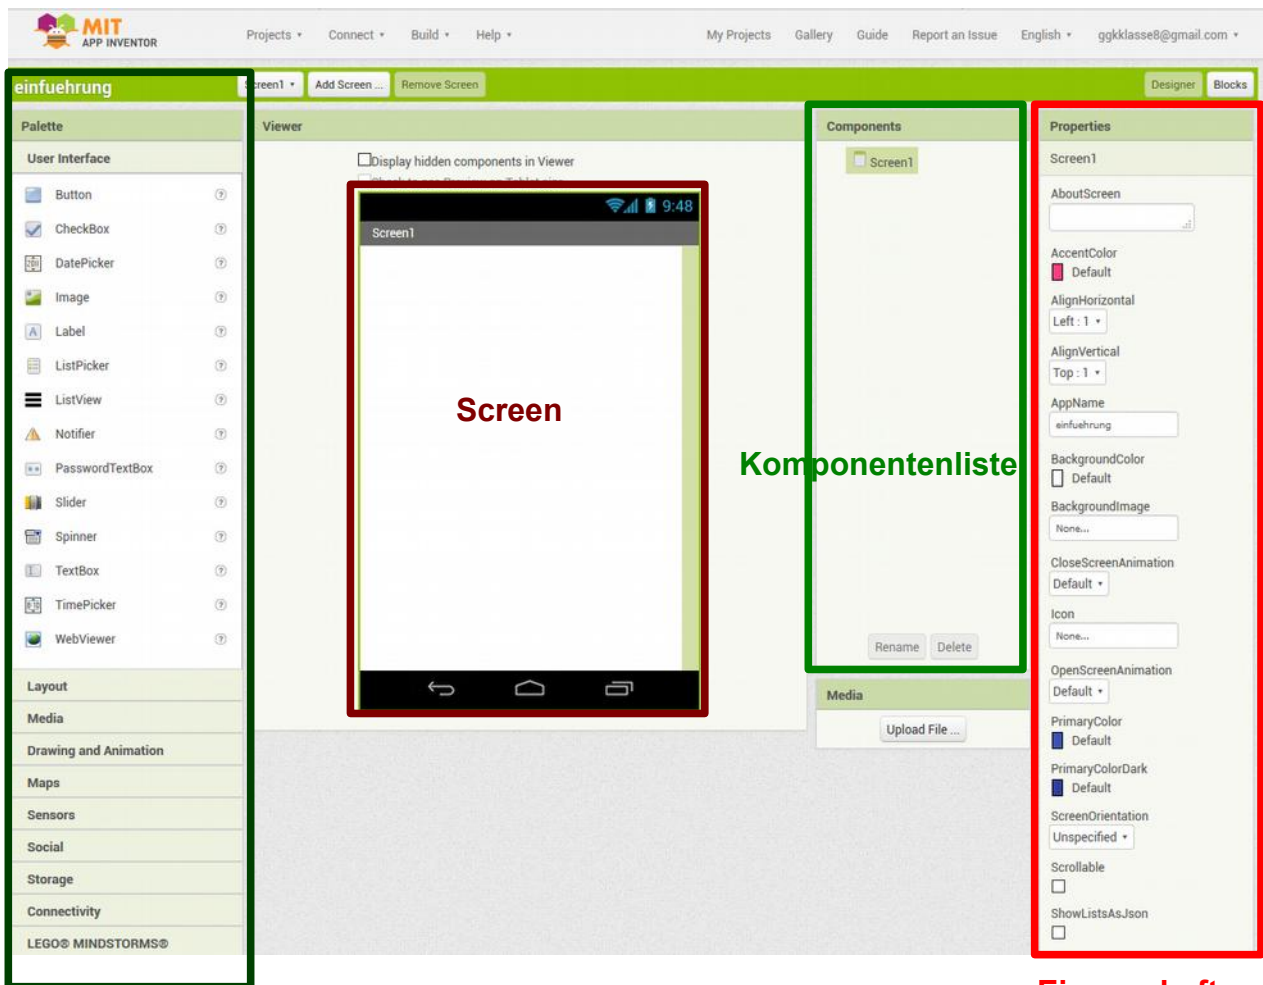 MIT
APP INVENTOR
Projects
Connect
Build
Help
My Projects
Gallery
Guide
Report an Issue
English
ggkklasse8@gmail.com
einfuehrung
Screen1
Add Screen ...
Remove Screen
Designer
Blocks
Palette
User Interface
Button
CheckBox
DatePicker
Image
Label
ListPicker
ListView
Notifier
PasswordTextBox
Slider
Spinner
TextBox
TimePicker
WebViewer
Layout
Media
Drawing and Animation
Maps
Sensors
Social
Storage
Connectivity
LEGO® MINDSTORMS®
Viewer
Display hidden components in Viewer
9:48
Screen1
Screen
Components
Screen1
Komponentenliste
Rename
Delete
Media
Upload File ...
Properties
Screen1
AboutScreen
AccentColor
Default
AlignHorizontal
Left : 1
AlignVertical
Top : 1
AppName
einfuehrung
BackgroundColor
Default
BackgroundImage
None...
CloseScreenAnimation
Default
Icon
None...
OpenScreenAnimation
Default
PrimaryColor
Default
PrimaryColorDark
Default
ScreenOrientation
Unspecified
Scrollable
ShowListsAsJson